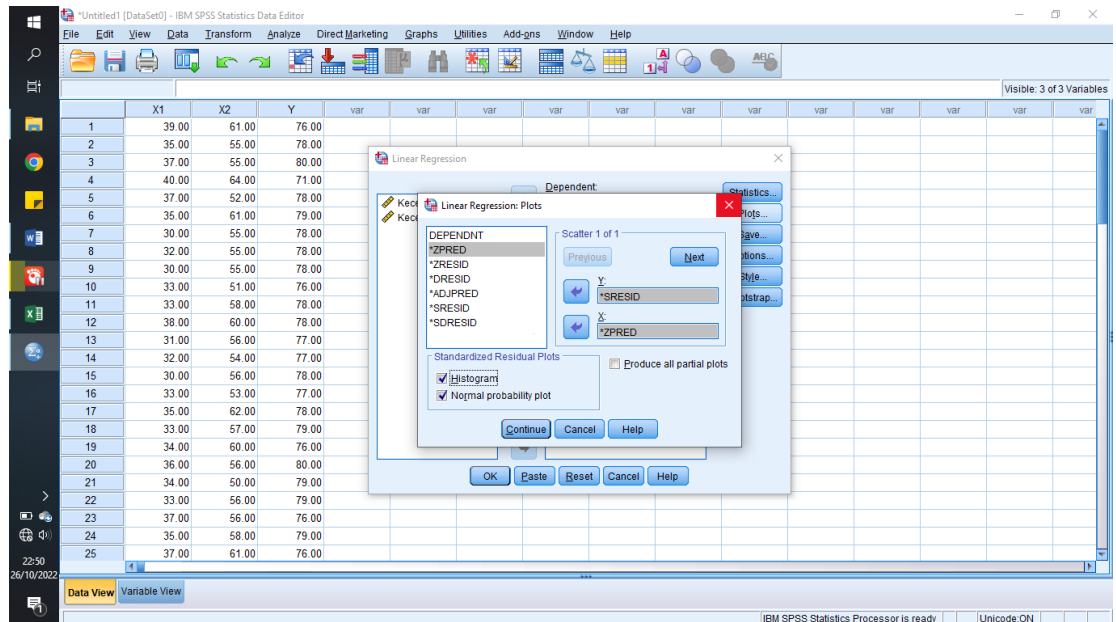 *Untitled1 [DataSet0] - IBM SPSS Statistics Data Editor
File Edit View Data Transform Analyze Direct Marketing Graphs Utilities Add-ons Window Help
Visible: 3 of 3 Variables
X1 X2 Y var var var var var var var var var var var var
1 39.00 61.00 76.00
2 35.00 55.00 78.00
3 37.00 55.00 80.00
4 40.00 64.00 71.00
5 37.00 52.00 78.00
6 35.00 61.00 79.00
7 30.00 55.00 78.00
8 32.00 55.00 78.00
9 30.00 55.00 78.00
10 33.00 51.00 76.00
11 33.00 58.00 78.00
12 38.00 60.00 78.00
13 31.00 56.00 77.00
14 32.00 54.00 77.00
15 30.00 56.00 78.00
16 33.00 53.00 77.00
17 35.00 62.00 78.00
18 33.00 57.00 79.00
19 34.00 60.00 76.00
20 36.00 56.00 80.00
21 34.00 50.00 79.00
22 33.00 56.00 79.00
23 37.00 56.00 76.00
24 35.00 58.00 79.00
25 37.00 61.00 76.00
Linear Regression
Dependent:
Statistics...
Linear Regression: Plots
DEPENDNT
*ZPRED
*ZRESID
*DRESID
*ADJPRED
*SRESID
*SDRESID
Scatter 1 of 1
Previous Next
Y:
*SRESID
X:
*ZPRED
Standardized Residual Plots
Histogram
Normal probability plot
Produce all partial plots
Continue Cancel Help
OK Paste Reset Cancel Help
22:50
26/10/2022
Data View Variable View
IBM SPSS Statistics Processor is ready Unicode:ON